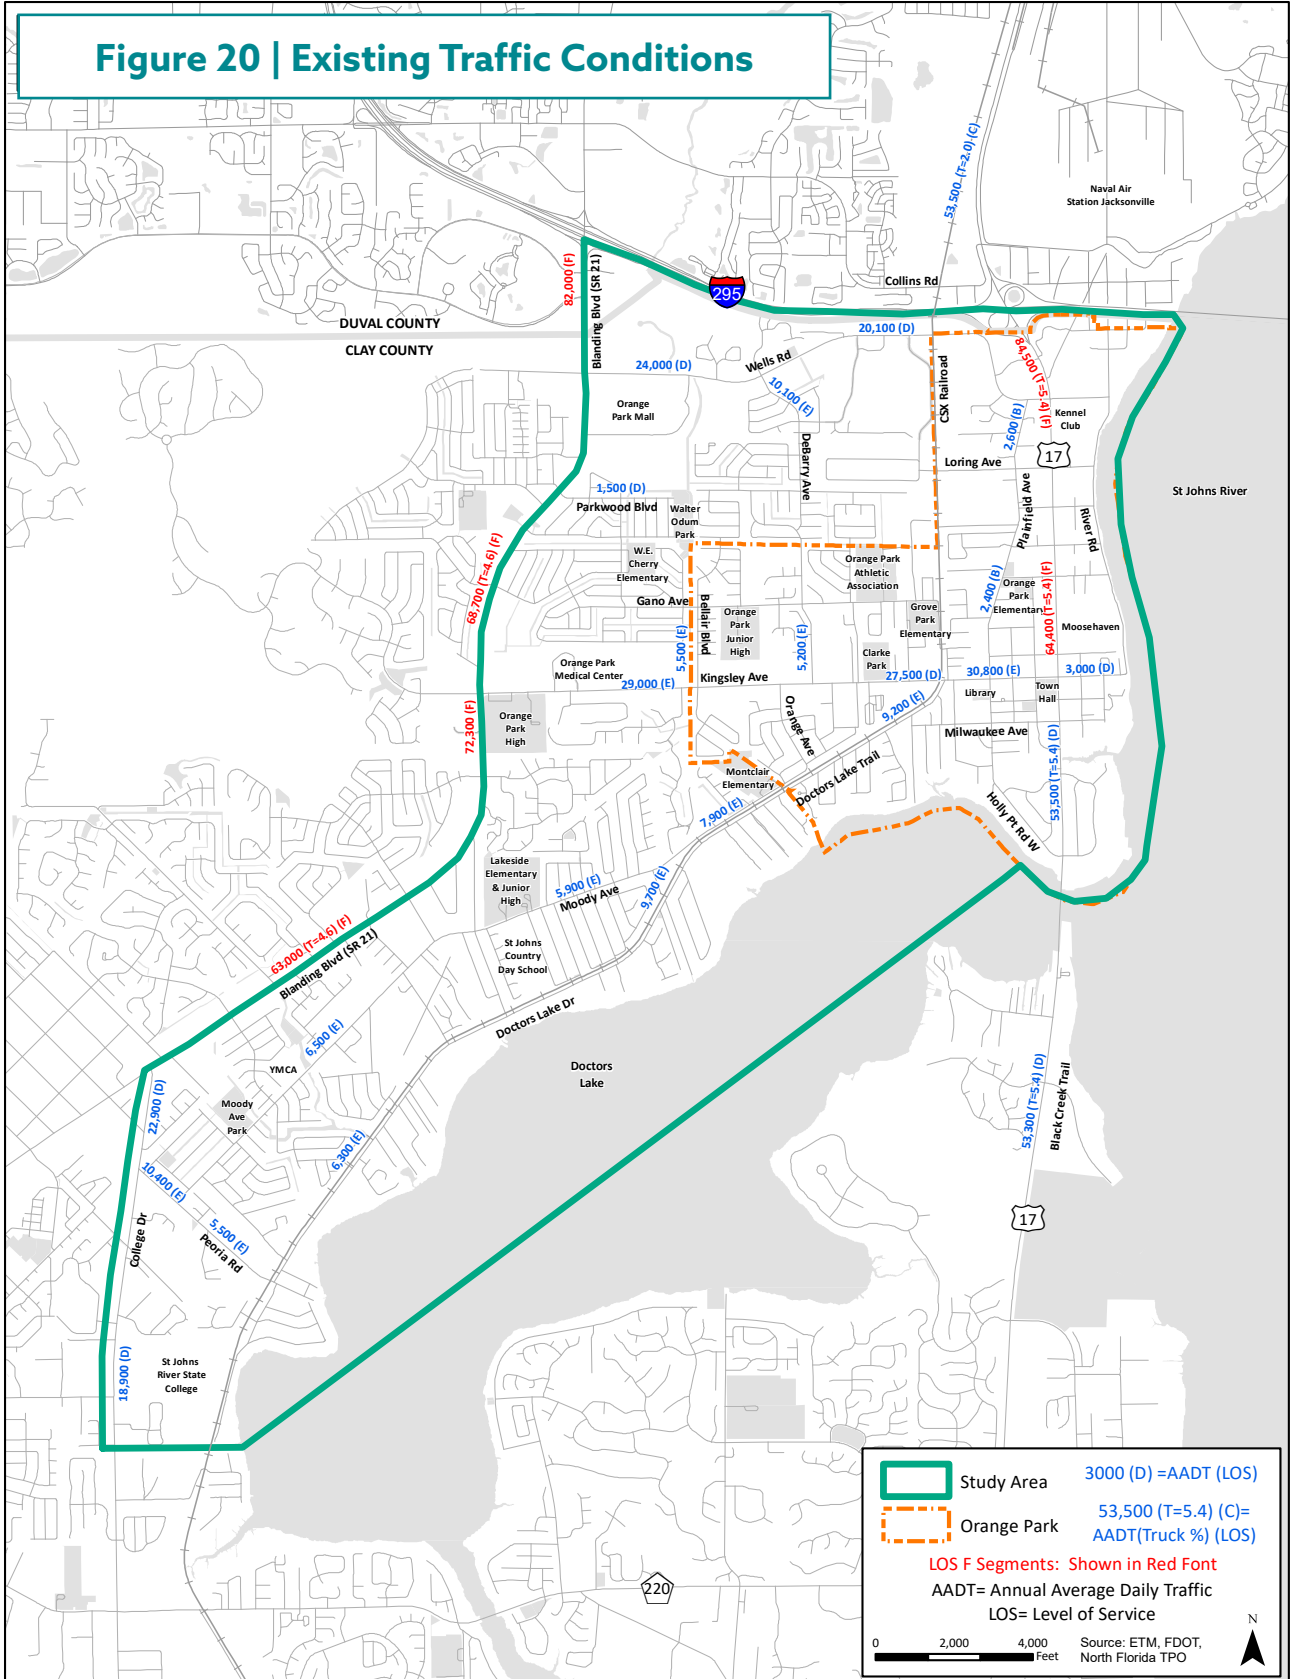 Figure 20 | Existing Traffic Conditions
53,500 (T=2.0) (C)
Naval Air
Station Jacksonville
82,000 (F)
Blanding Blvd (SR 21)
295
Collins Rd
DUVAL COUNTY
CLAY COUNTY
20,100 (D)
24,000 (D)
Wells Rd
10,100 (E)
84,500 (T=5.4) (F)
CSX Railroad
Orange
Park Mall
Kennel
Club
2,600 (B)
17
DeBarry Ave
Loring Ave
St Johns River
1,500 (D)
Parkwood Blvd
Walter
Odum
Park
Plainfield Ave
River Rd
68,700 (T=4.6) (F)
W.E.
Cherry
Elementary
Orange Park
Athletic
Association
2,400 (B)
Orange
Park
Elementary
64,400 (T=5.4) (F)
Gano Ave
Bellair Blvd
Orange
Park
Junior
High
Grove
Park
Elementary
Moosehaven
5,500 (E)
5,200 (E)
Clarke
Park
Orange Park
Medical Center
29,000 (E)
Kingsley Ave
27,500 (D)
30,800 (E)
3,000 (D)
Library
Town
Hall
72,300 (F)
Orange
Park
High
Orange Ave
9,200 (E)
Milwaukee Ave
53,500 (T=5.4) (D)
Montclair
Elementary
Doctors Lake Trail
7,900 (E)
Holly Pt Rd W
Lakeside
Elementary
& Junior
High
5,900 (E)
Moody Ave
9,700 (E)
63,000 (T=4.6) (F)
Blanding Blvd (SR 21)
St Johns
Country
Day School
Doctors Lake Dr
6,500 (E)
YMCA
Doctors
Lake
22,900 (D)
Moody
Ave
Park
53,300 (T=5.4) (D)
Black Creek Trail
6,300 (E)
10,400 (E)
5,500 (E)
Peoria Rd
College Dr
17
18,900 (D)
St Johns
River State
College
220
Study Area
3000 (D) =AADT (LOS)
Orange Park
53,500 (T=5.4) (C)=
AADT(Truck %) (LOS)
LOS F Segments: Shown in Red Font
AADT= Annual Average Daily Traffic
LOS= Level of Service
N
0 2,000 4,000
Feet
Source: ETM, FDOT,
North Florida TPO